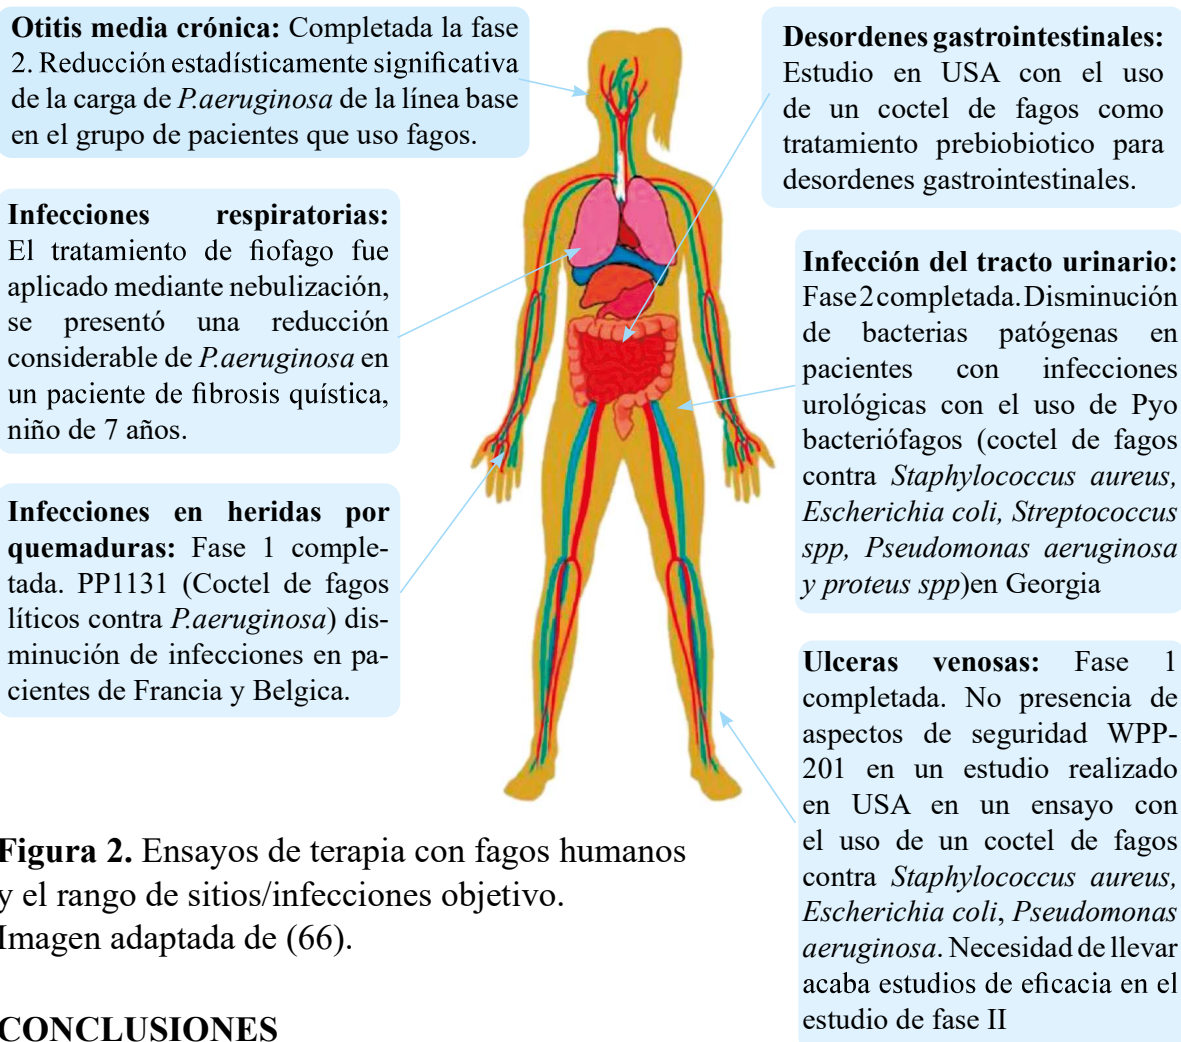 Otitis media crónica: Completada la fase
2. Reducción estadísticamente significativa
de la carga de P.aeruginosa de la línea base
en el grupo de pacientes que uso fagos.
Infecciones respiratorias:
El tratamiento de fiofago fue
aplicado mediante nebulización,
se presentó una reducción
considerable de P.aeruginosa en
un paciente de fibrosis quística,
niño de 7 años.
Infecciones en heridas por
quemaduras: Fase 1 comple-
tada. PP1131 (Coctel de fagos
líticos contra P.aeruginosa) dis-
minución de infecciones en pa-
cientes de Francia y Belgica.
Desordenes gastrointestinales:
Estudio en USA con el uso
de un coctel de fagos como
tratamiento prebiobiotico para
desordenes gastrointestinales.
Infección del tracto urinario:
Fase 2 completada. Disminución
de bacterias patógenas en
pacientes con infecciones
urológicas con el uso de Pyo
bacteriófagos (coctel de fagos
contra Staphylococcus aureus,
Escherichia coli, Streptococcus
spp, Pseudomonas aeruginosa
y proteus spp)en Georgia
Ulceras venosas: Fase 1
completada. No presencia de
aspectos de seguridad WPP-
201 en un estudio realizado
en USA en un ensayo con
el uso de un coctel de fagos
contra Staphylococcus aureus,
Escherichia coli, Pseudomonas
aeruginosa. Necesidad de llevar
acaba estudios de eficacia en el
estudio de fase II
Figura 2. Ensayos de terapia con fagos humanos
y el rango de sitios/infecciones objetivo.
Imagen adaptada de (66).
CONCLUSIONES